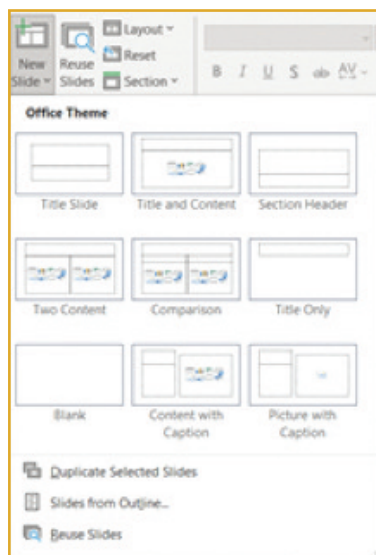 New
Slide
Reuse
Slides
Layout
Reset
Section
B I U S ab AV
Office Theme
Title Slide
Title and Content
Section Header
Two Content
Comparison
Title Only
Blank
Content with
Caption
Picture with
Caption
Duplicate Selected Slides
Slides from Outline...
Reuse Slides